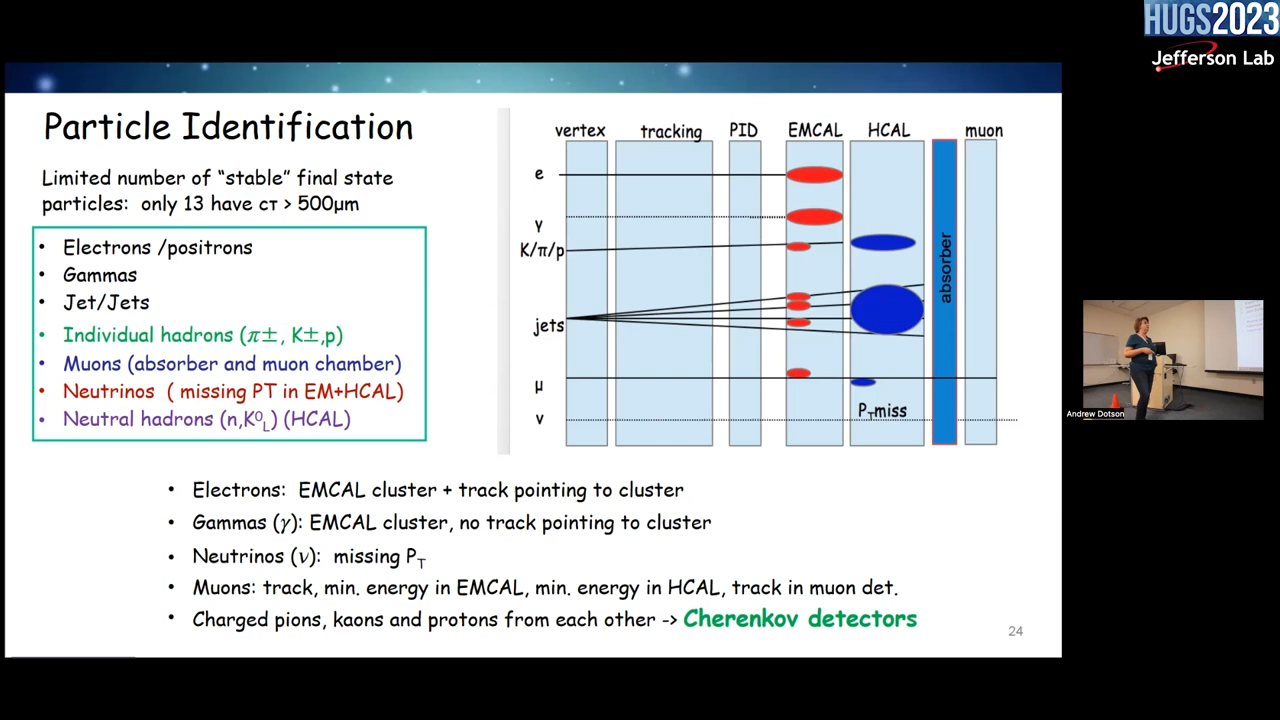 HUGS2023
Jefferson Lab
Particle Identification
Limited number of “stable” final state
particles: only 13 have cτ > 500μm
• Electrons /positrons
• Gammas
• Jet/Jets
• Individual hadrons (π±, K±,p)
• Muons (absorber and muon chamber)
• Neutrinos ( missing PT in EM+HCAL)
• Neutral hadrons (n,K⁰L) (HCAL)
vertex tracking PID EMCAL HCAL muon
e
γ
K/π/p
jets
μ
ν
absorber
PTmiss
• Electrons: EMCAL cluster + track pointing to cluster
• Gammas (γ): EMCAL cluster, no track pointing to cluster
• Neutrinos (ν): missing PT
• Muons: track, min. energy in EMCAL, min. energy in HCAL, track in muon det.
• Charged pions, kaons and protons from each other -> Cherenkov detectors
24
Andrew Dotson